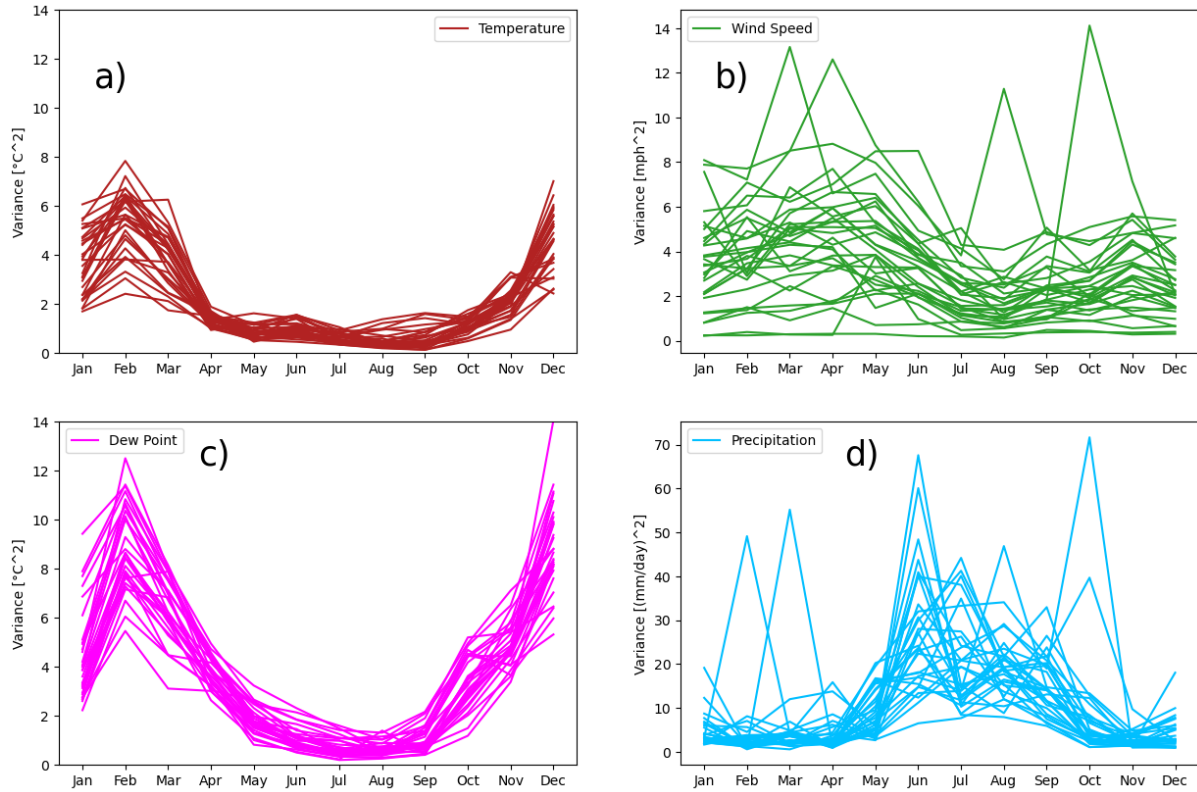 14
12
10
8
6
4
2
0
Variance [°C^2]
a)
Temperature
Jan Feb Mar Apr May Jun Jul Aug Sep Oct Nov Dec
14
12
10
8
6
4
2
0
Variance [mph^2]
b)
Wind Speed
Jan Feb Mar Apr May Jun Jul Aug Sep Oct Nov Dec
14
12
10
8
6
4
2
0
Variance [°C^2]
c)
Dew Point
Jan Feb Mar Apr May Jun Jul Aug Sep Oct Nov Dec
70
60
50
40
30
20
10
0
Variance [(mm/day)^2]
d)
Precipitation
Jan Feb Mar Apr May Jun Jul Aug Sep Oct Nov Dec